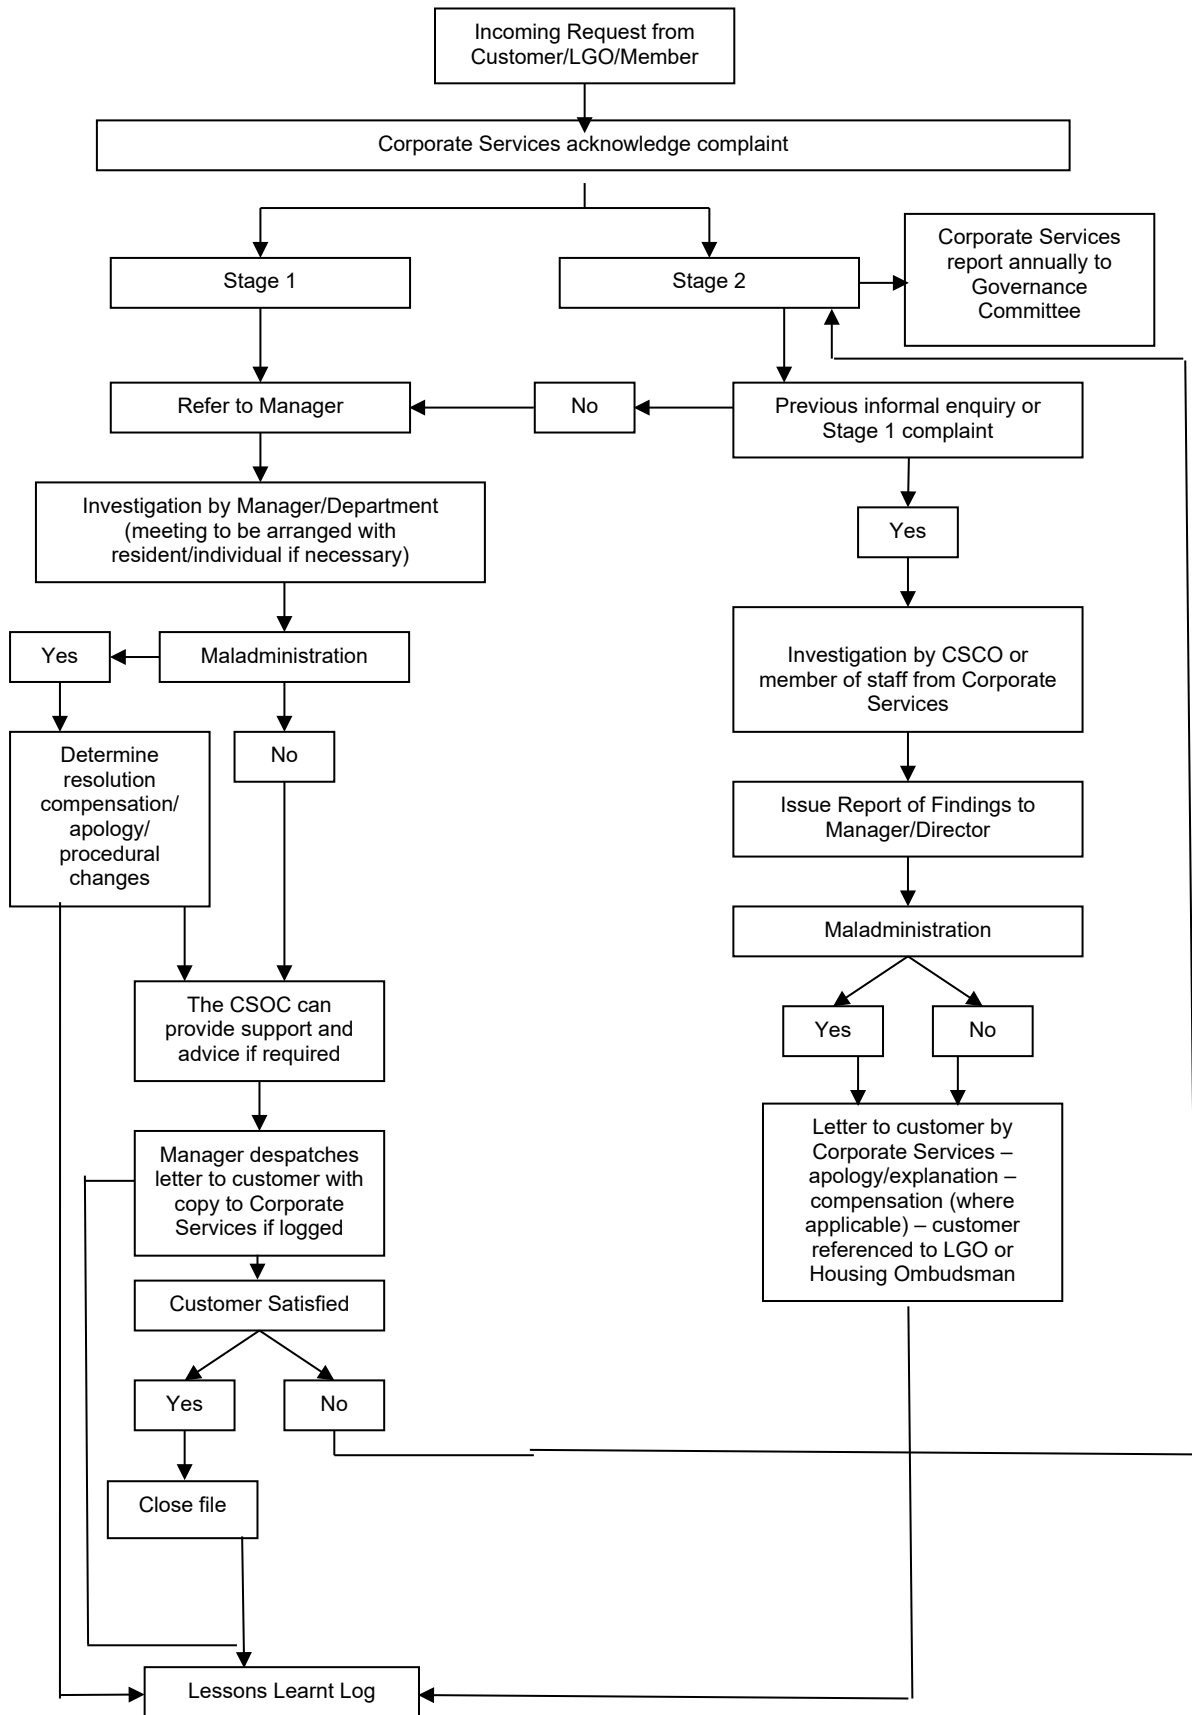 Incoming Request from
Customer/LGO/Member
Corporate Services acknowledge complaint
Stage 1
Stage 2
Corporate Services
report annually to
Governance
Committee
Refer to Manager
No
Previous informal enquiry or
Stage 1 complaint
Investigation by Manager/Department
(meeting to be arranged with
resident/individual if necessary)
Yes
Yes
Maladministration
Investigation by CSCO or
member of staff from Corporate
Services
Determine
resolution
compensation/
apology/
procedural
changes
No
Issue Report of Findings to
Manager/Director
Maladministration
The CSOC can
provide support and
advice if required
Yes
No
Manager despatches
letter to customer with
copy to Corporate
Services if logged
Letter to customer by
Corporate Services –
apology/explanation –
compensation (where
applicable) – customer
referenced to LGO or
Housing Ombudsman
Customer Satisfied
Yes
No
Close file
Lessons Learnt Log